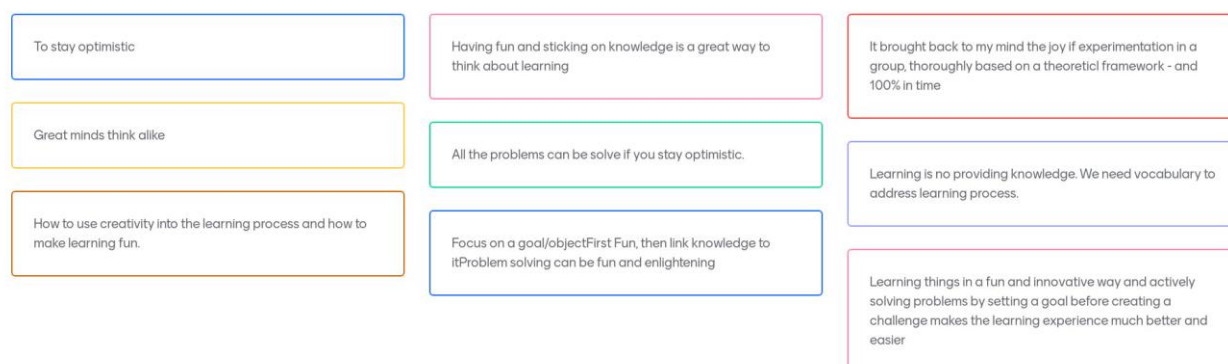 To stay optimistic
Great minds think alike
How to use creativity into the learning process and how to
make learning fun.
Having fun and sticking on knowledge is a great way to
think about learning
All the problems can be solve if you stay optimistic.
Focus on a goal/objectFirst Fun, then link knowledge to
itProblem solving can be fun and enlightening
It brought back to my mind the joy if experimentation in a
group, thoroughly based on a theoreticl framework - and
100% in time
Learning is no providing knowledge. We need vocabulary to
address learning process.
Learning things in a fun and innovative way and actively
solving problems by setting a goal before creating a
challenge makes the learning experience much better and
easier